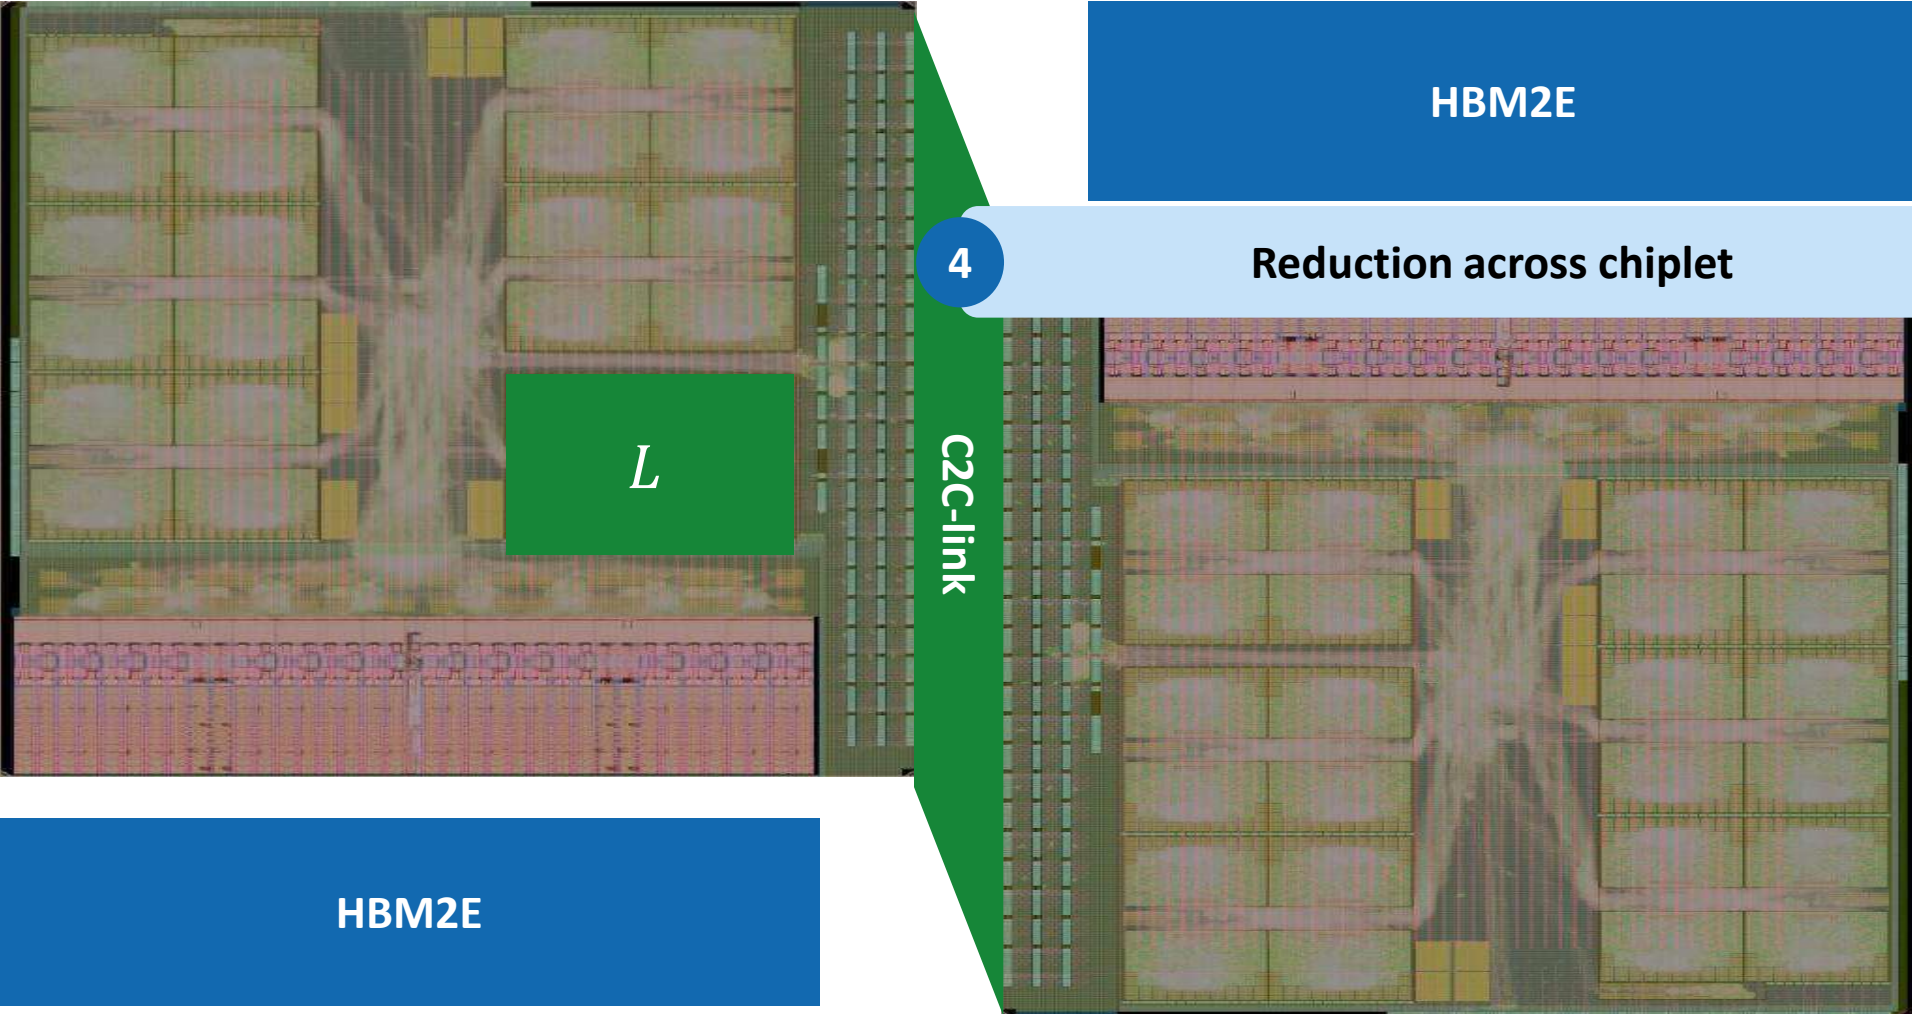 HBM2E
4
Reduction across chiplet
L
C2C-link
HBM2E